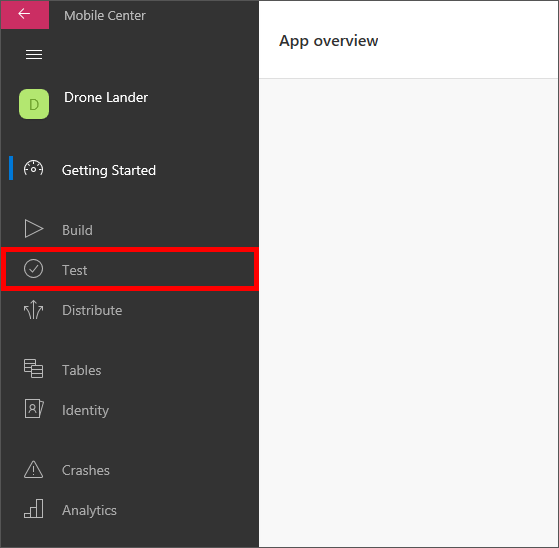 Mobile Center
App overview
D
Drone Lander
Getting Started
Build
Test
Distribute
Tables
Identity
Crashes
Analytics